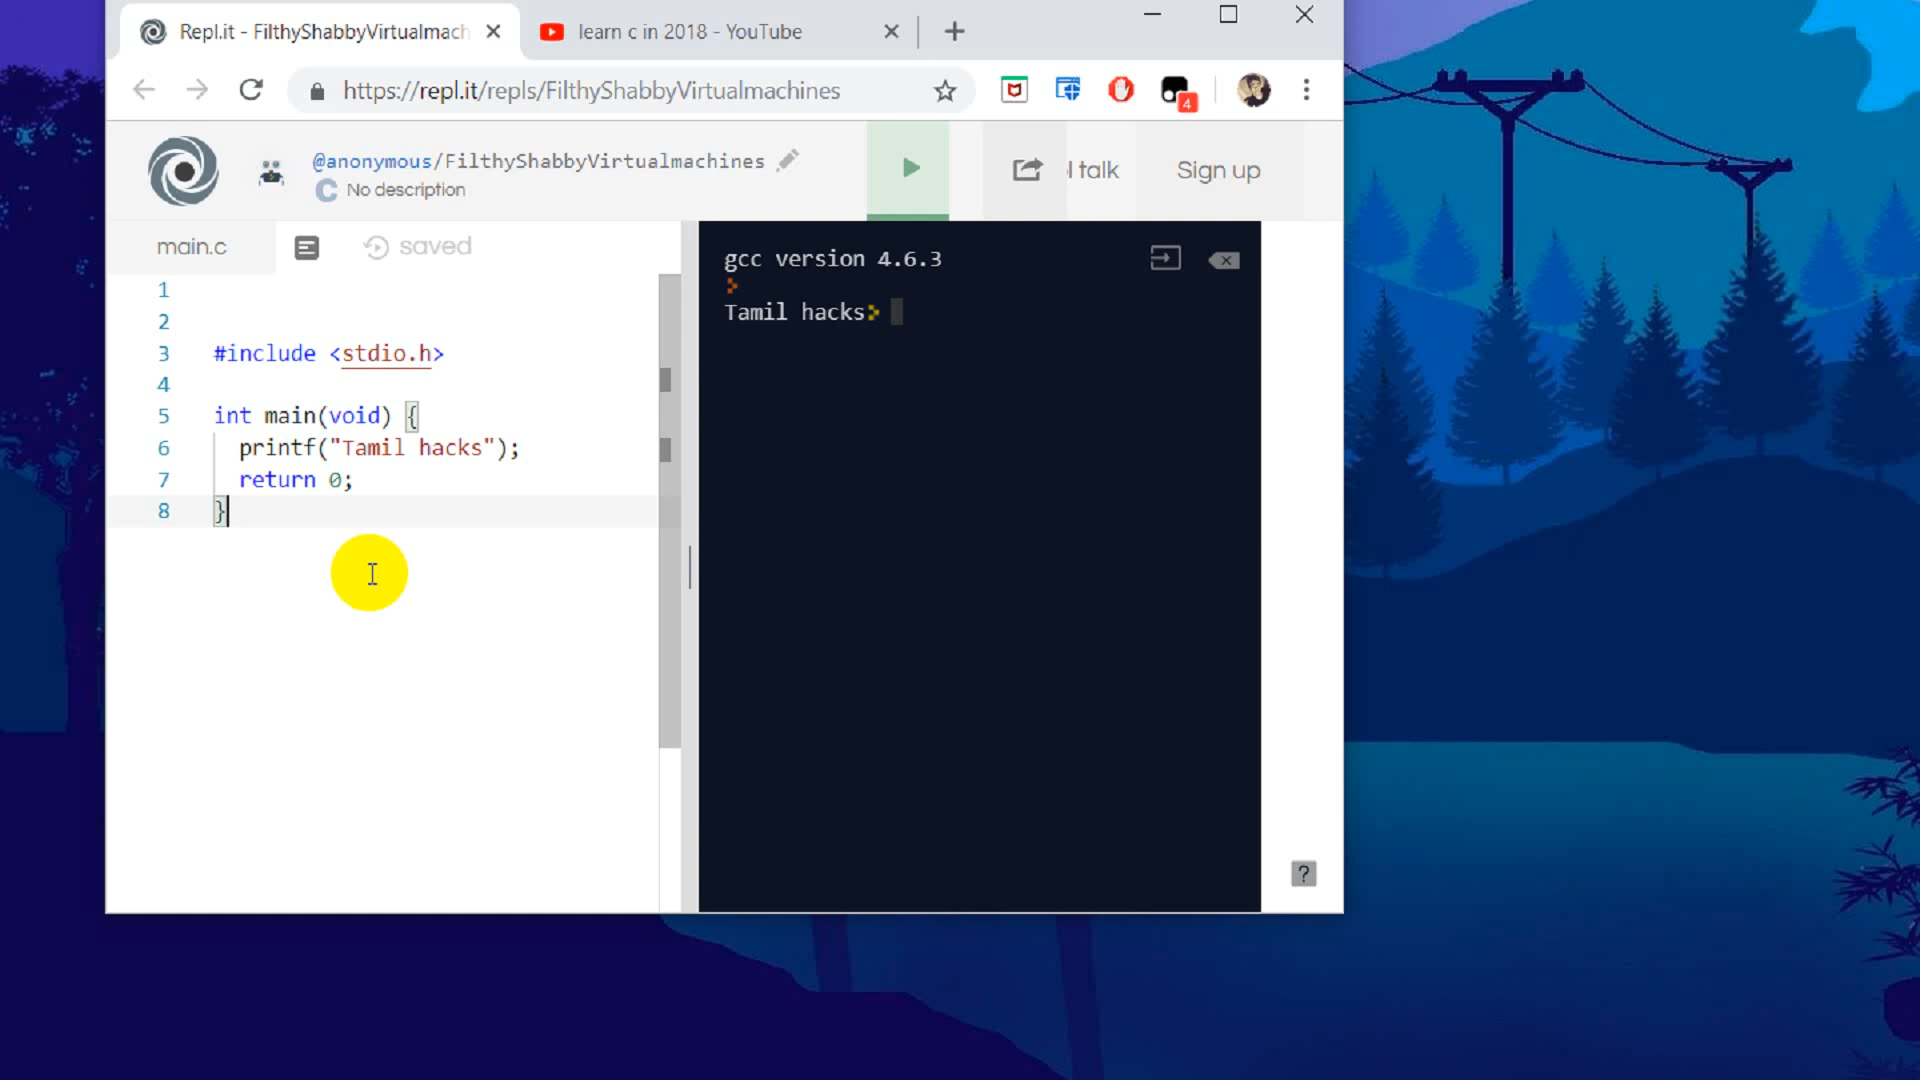 Repl.it - FilthyShabbyVirtualmach
learn c in 2018 - YouTube
https://repl.it/repls/FilthyShabbyVirtualmachines
4
@anonymous/FilthyShabbyVirtualmachines
C No description
l talk
Sign up
main.c
saved
1
2
3 #include <stdio.h>
4
5 int main(void) {
6 printf("Tamil hacks");
7 return 0;
8 }
gcc version 4.6.3
>
Tamil hacks>
?